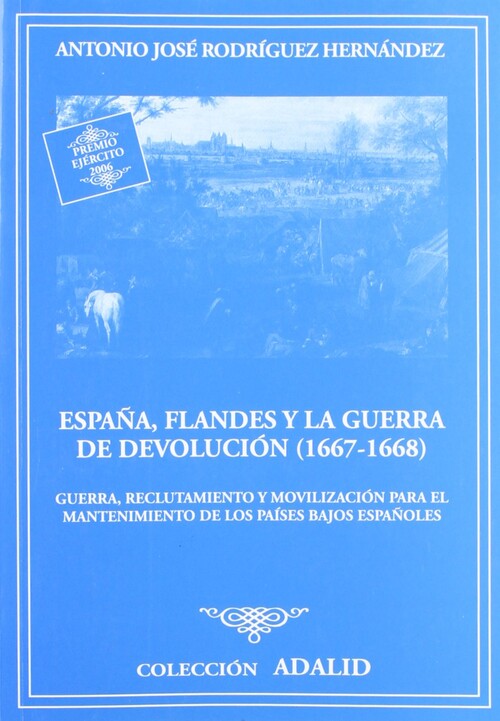 ANTONIO JOSÉ RODRÍGUEZ HERNÁNDEZ
PREMIO
EJÉRCITO
2006
ESPAÑA, FLANDES Y LA GUERRA
DE DEVOLUCIÓN (1667-1668)
GUERRA, RECLUTAMIENTO Y MOVILIZACIÓN PARA EL
MANTENIMIENTO DE LOS PAÍSES BAJOS ESPAÑOLES
COLECCIÓN ADALID